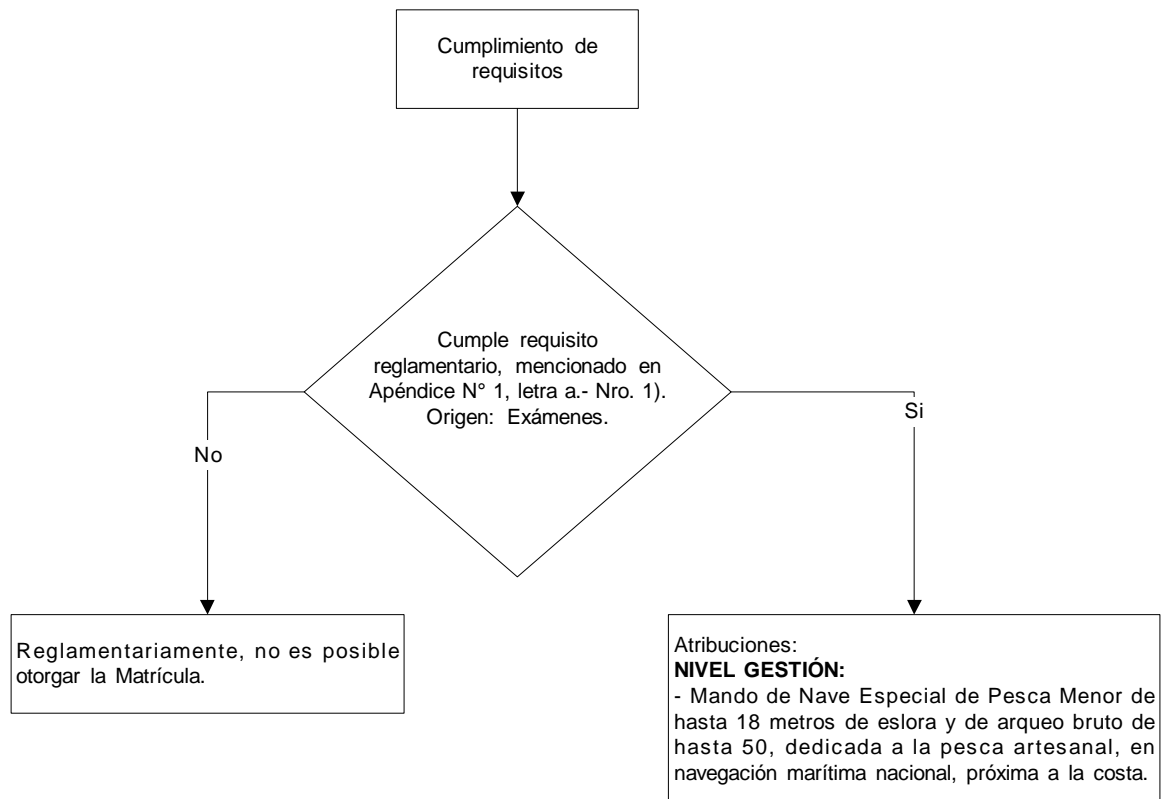 Cumplimiento de
requisitos
Cumple requisito
reglamentario, mencionado en
Apéndice N° 1, letra a.- Nro. 1).
Origen: Exámenes.
No
Si
Reglamentariamente, no es posible
otorgar la Matrícula.
Atribuciones:
NIVEL GESTIÓN:
- Mando de Nave Especial de Pesca Menor de
hasta 18 metros de eslora y de arqueo bruto de
hasta 50, dedicada a la pesca artesanal, en
navegación marítima nacional, próxima a la costa.